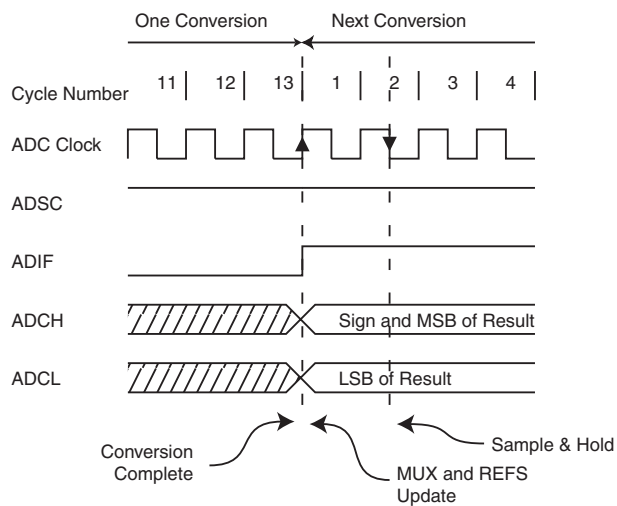 One Conversion Next Conversion
Cycle Number 11 12 13 1 2 3 4
ADC Clock
ADSC
ADIF
ADCH Sign and MSB of Result
ADCL LSB of Result
Conversion
Complete
MUX and REFS
Update
Sample & Hold